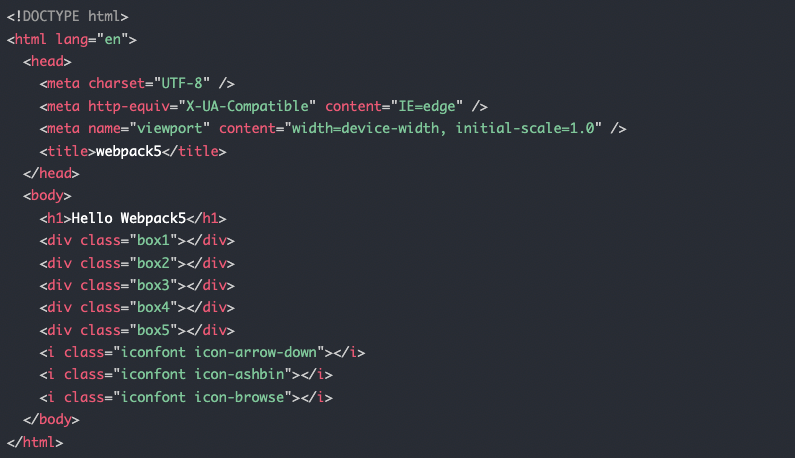 <!DOCTYPE html>
<html lang="en">
  <head>
    <meta charset="UTF-8" />
    <meta http-equiv="X-UA-Compatible" content="IE=edge" />
    <meta name="viewport" content="width=device-width, initial-scale=1.0" />
    <title>webpack5</title>
  </head>
  <body>
    <h1>Hello Webpack5</h1>
    <div class="box1"></div>
    <div class="box2"></div>
    <div class="box3"></div>
    <div class="box4"></div>
    <div class="box5"></div>
    <i class="iconfont icon-arrow-down"></i>
    <i class="iconfont icon-ashbin"></i>
    <i class="iconfont icon-browse"></i>
  </body>
</html>